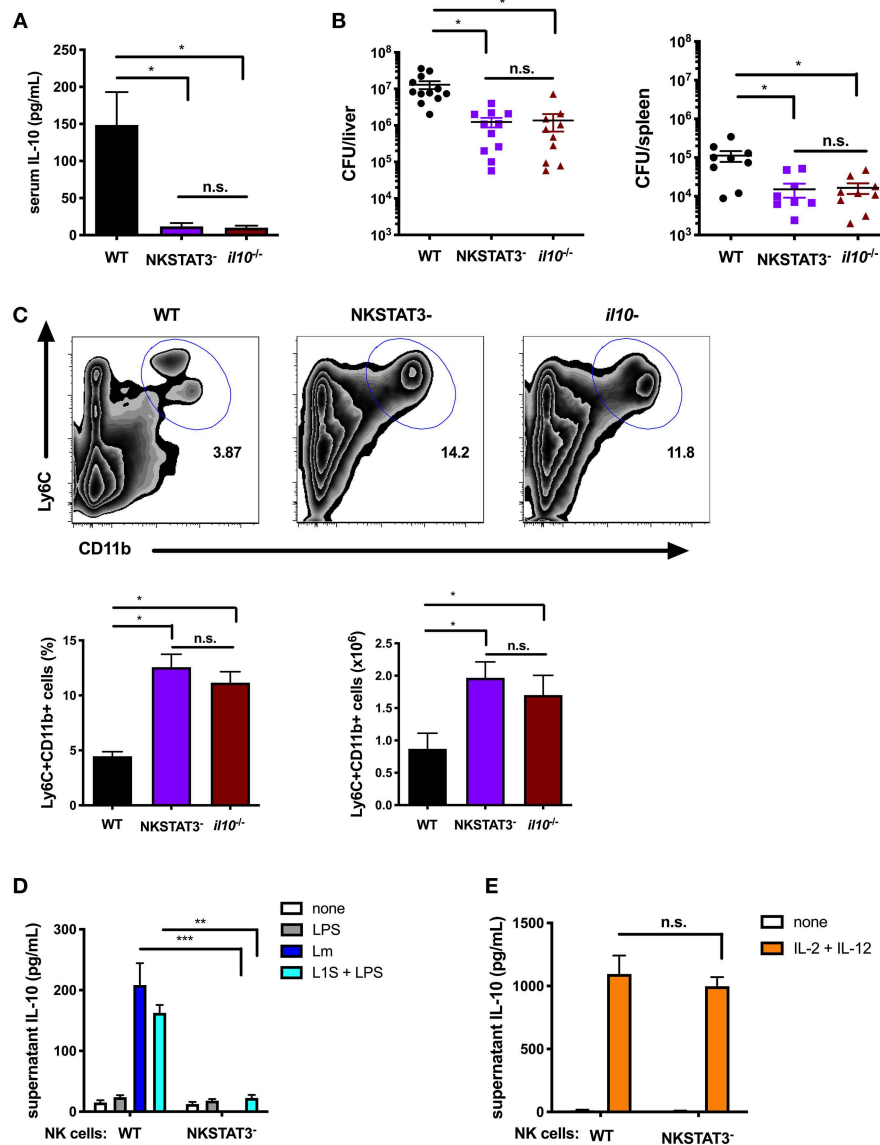 A
serum IL-10 (pg/mL)
250
200
150
100
50
0
*
*
n.s.
WT
NKSTAT3-
il10-/-
B
CFU/liver
10⁸
10⁷
10⁶
10⁵
10⁴
10³
*
*
n.s.
WT
NKSTAT3-
il10-/-
CFU/spleen
10⁸
10⁷
10⁶
10⁵
10⁴
10³
*
*
n.s.
WT
NKSTAT3-
il10-/-
C
WT
NKSTAT3-
il10-
Ly6C
3.87
14.2
11.8
CD11b
Ly6C+CD11b+ cells (%)
15
10
5
0
*
*
n.s.
WT
NKSTAT3-
il10-/-
Ly6C+CD11b+ cells (x10⁶)
2.5
2.0
1.5
1.0
0.5
0.0
*
*
n.s.
WT
NKSTAT3-
il10-/-
D
none
LPS
Lm
L1S + LPS
supernatant IL-10 (pg/mL)
300
200
100
0
**
***
NK cells: WT NKSTAT3-
E
none
IL-2 + IL-12
supernatant IL-10 (pg/mL)
1500
1000
500
0
n.s.
NK cells: WT NKSTAT3-